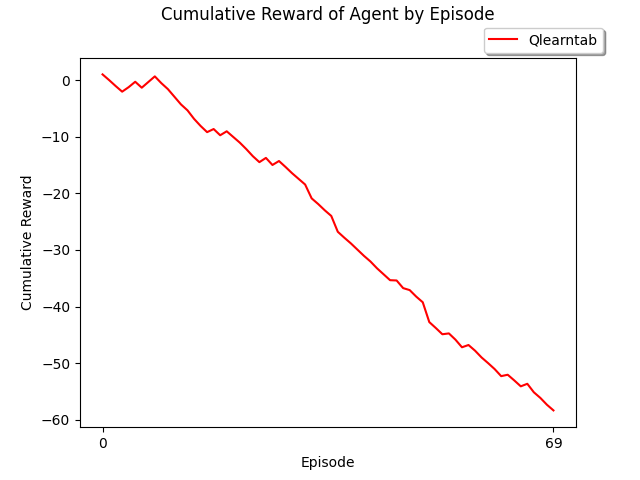 Cumulative Reward of Agent by Episode
Qlearntab
0
−10
−20
−30
−40
−50
−60
Cumulative Reward
0
69
Episode